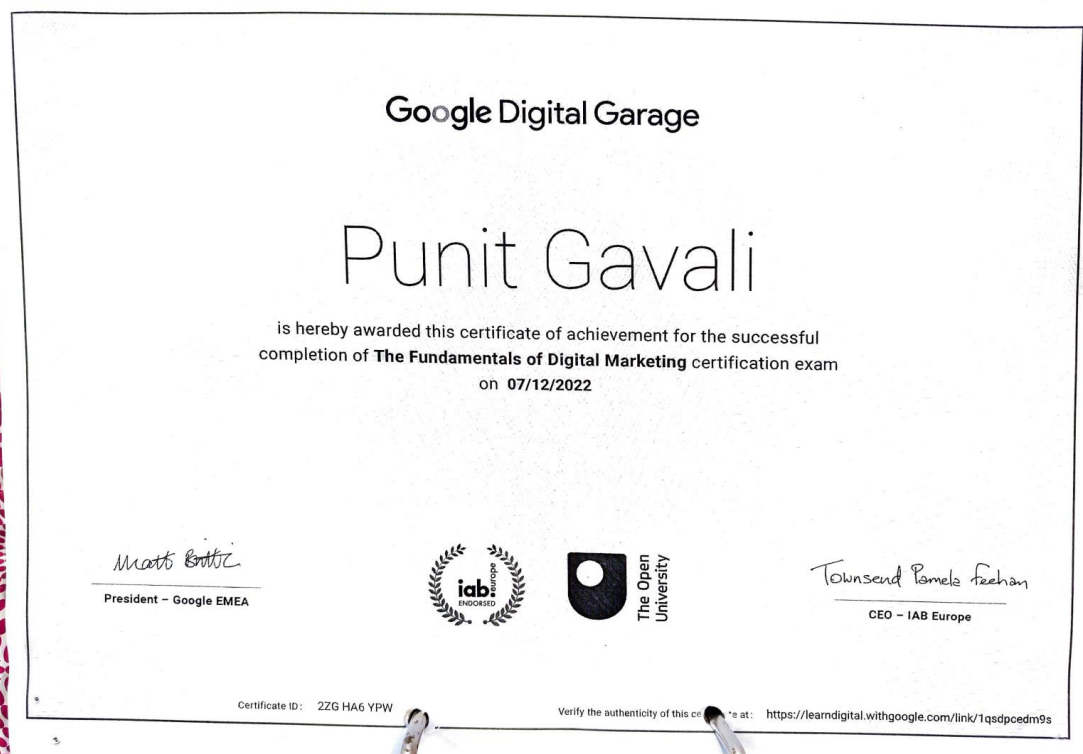 Google Digital Garage
Punit Gavali
is hereby awarded this certificate of achievement for the successful
completion of The Fundamentals of Digital Marketing certification exam
on 07/12/2022
Matt
President – Google EMEA
iab: europe
ENDORSED
The Open
University
Townsend Pamela Feehan
CEO – IAB Europe
Certificate ID: 2ZG HA6 YPW
Verify the authenticity of this at: https://learndigital.withgoogle.com/link/1qsdpcedm9s